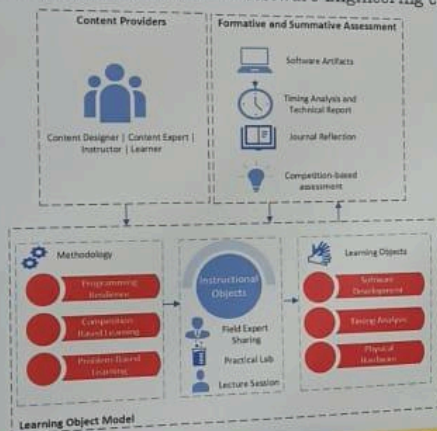 Engineering
Content Providers
Content Designer | Content Expert |
Instructor | Learner
Formative and Summative Assessment
Software Artifacts
Timing Analysis and
Technical Report
Journal Reflection
Competition-based
assessment
Methodology
Programming
Resilience
Competition
Based Learning
Problem-Based
Learning
Instructional
Objects
Field Expert
Sharing
Practical Lab
Lecture Session
Learning Objects
Software
Development
Timing Analysis
Physical
Hardware
Learning Object Model